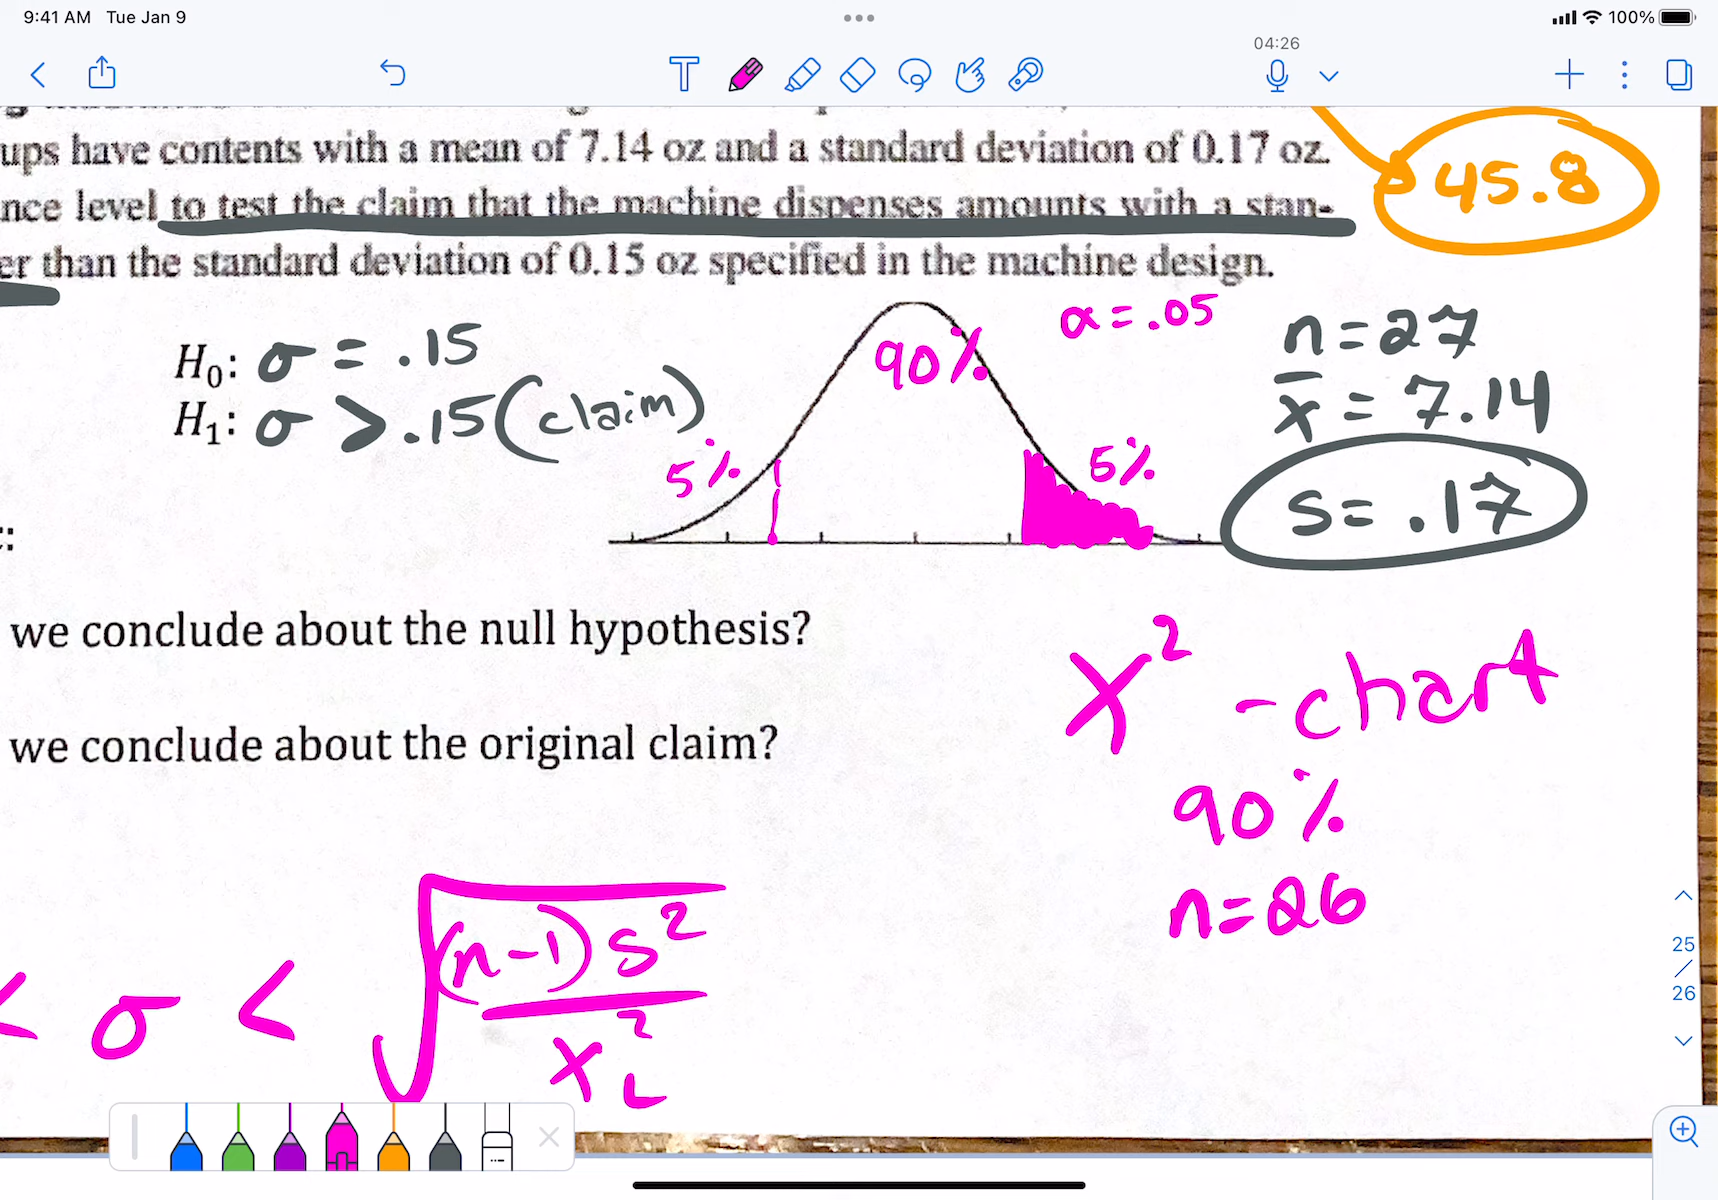 9:41 AM Tue Jan 9
100%
04:26
ups have contents with a mean of 7.14 oz and a standard deviation of 0.17 oz.
45.8
nce level to test the claim that the machine dispenses amounts with a stan-
er than the standard deviation of 0.15 oz specified in the machine design.
H₀: σ = .15
H₁: σ > .15 (claim)
5%
90%
5%
α = .05
n = 27
x̄ = 7.14
s = .17
we conclude about the null hypothesis?
we conclude about the original claim?
X² - chart
90%
n = 26
< σ < √((n-1)s²/x²L)
25
/
26